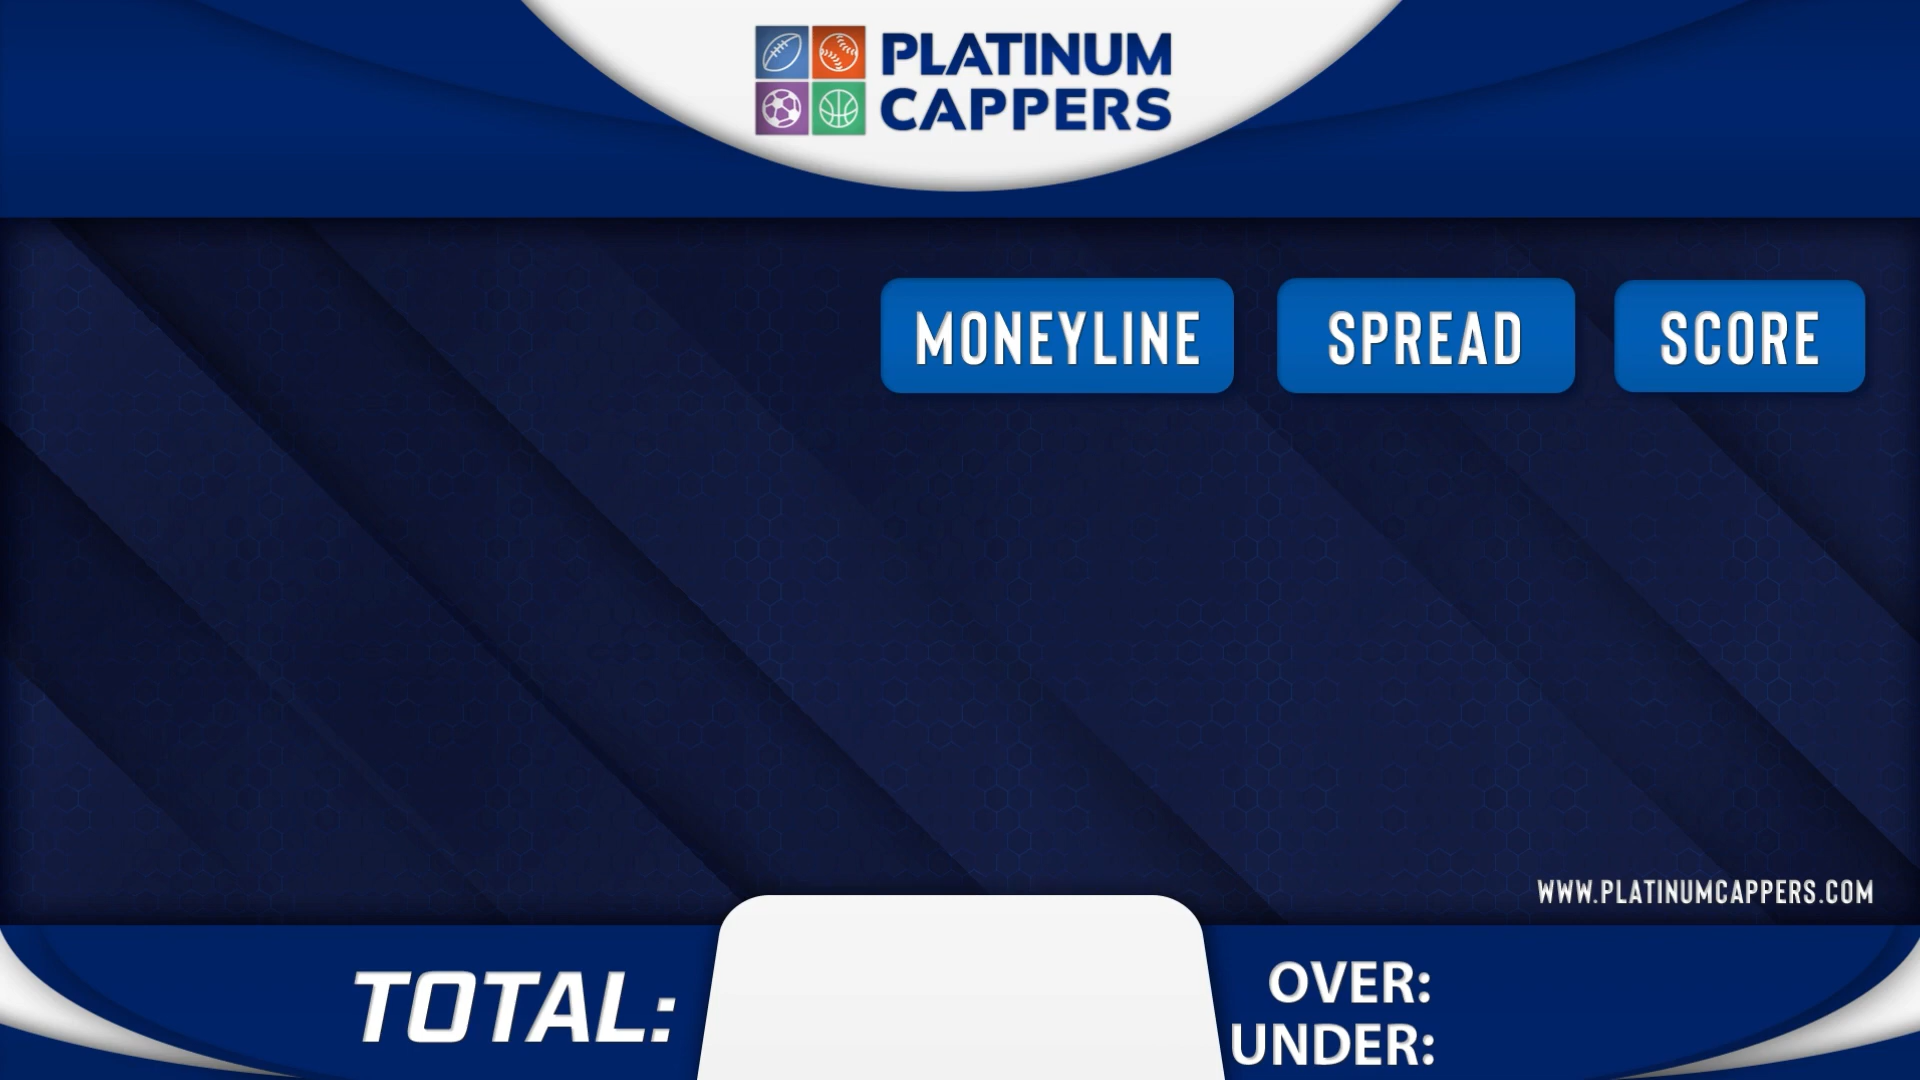 PLATINUM
CAPPERS
MONEYLINE SPREAD SCORE
WWW.PLATINUMCAPPERS.COM
TOTAL:
OVER:
UNDER: